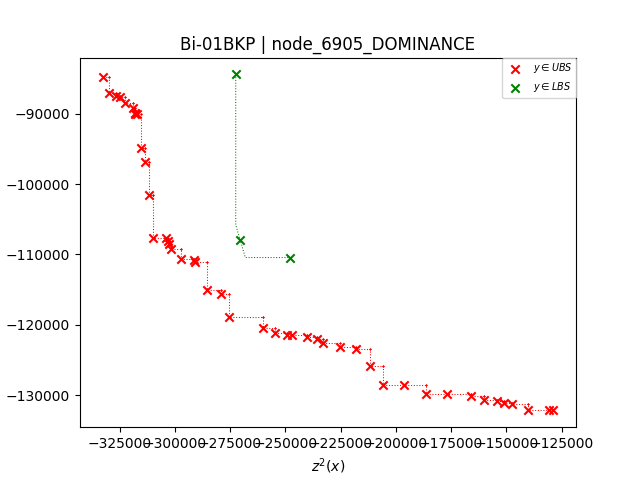 Bi-01BKP | node_6905_DOMINANCE
y ∈ UBS
y ∈ LBS
−90000
−100000
−110000
−120000
−130000
−325000 −300000 −275000 −250000 −225000 −200000 −175000 −150000 −125000
z²(x)